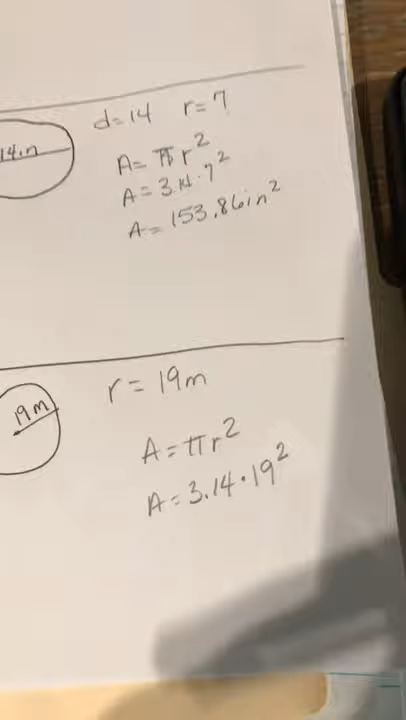 d=14 r=7
14in
A=πr²
A=3.14·7²
A=153.86in²
r=19m
19m
A=πr²
A=3.14·19²